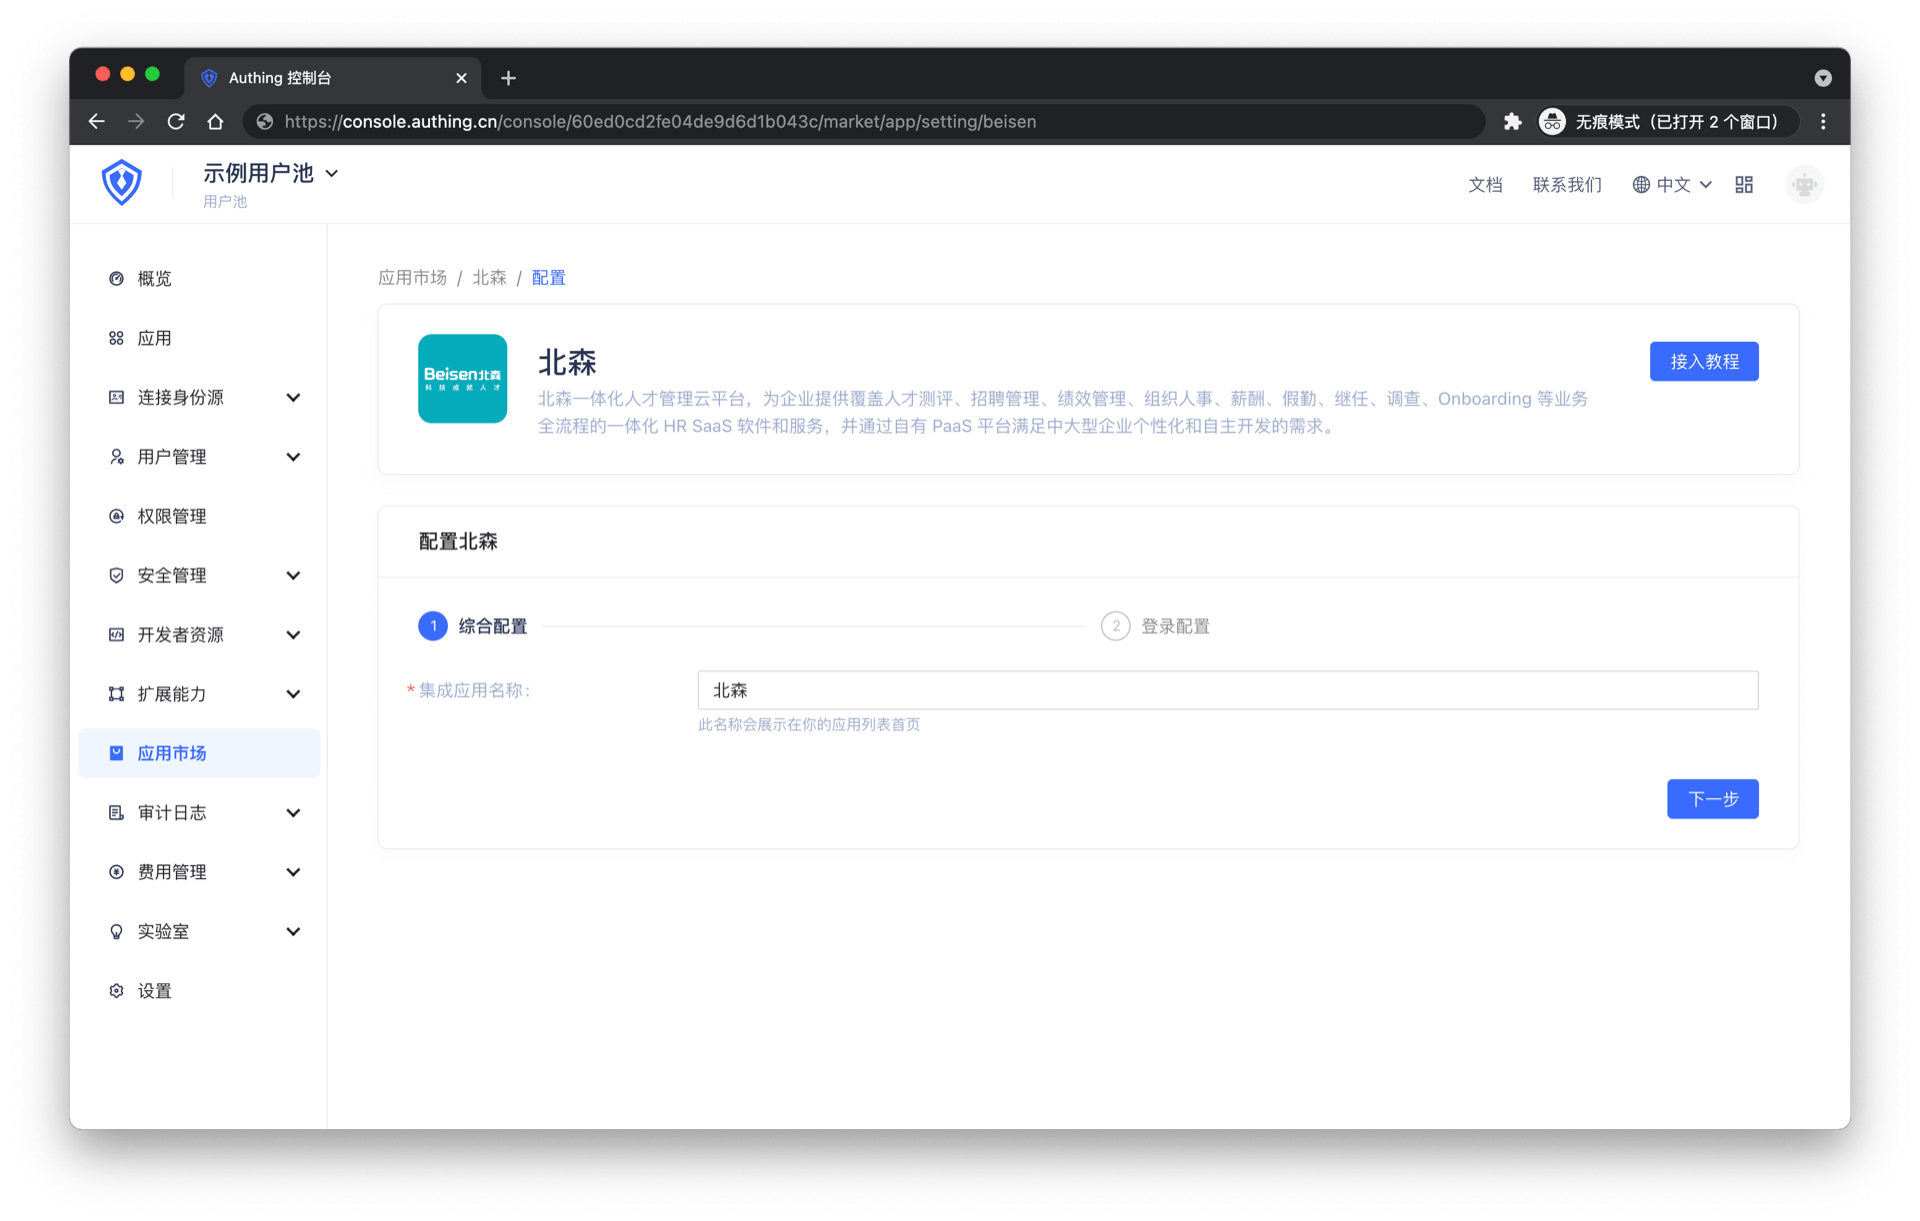 Authing 控制台
https://console.authing.cn/console/60ed0cd2fe04de9d6d1b043c/market/app/setting/beisen
无痕模式（已打开 2 个窗口）
示例用户池
用户池
文档
联系我们
中文
概览
应用
连接身份源
用户管理
权限管理
安全管理
开发者资源
扩展能力
应用市场
审计日志
费用管理
实验室
设置
应用市场 / 北森 / 配置
Beisen北森
科技成就人才
北森
接入教程
北森一体化人才管理云平台，为企业提供覆盖人才测评、招聘管理、绩效管理、组织人事、薪酬、假勤、继任、调查、Onboarding 等业务
全流程的一体化 HR SaaS 软件和服务，并通过自有 PaaS 平台满足中大型企业个性化和自主开发的需求。
配置北森
1 综合配置
2 登录配置
* 集成应用名称:
北森
此名称会展示在你的应用列表首页
下一步